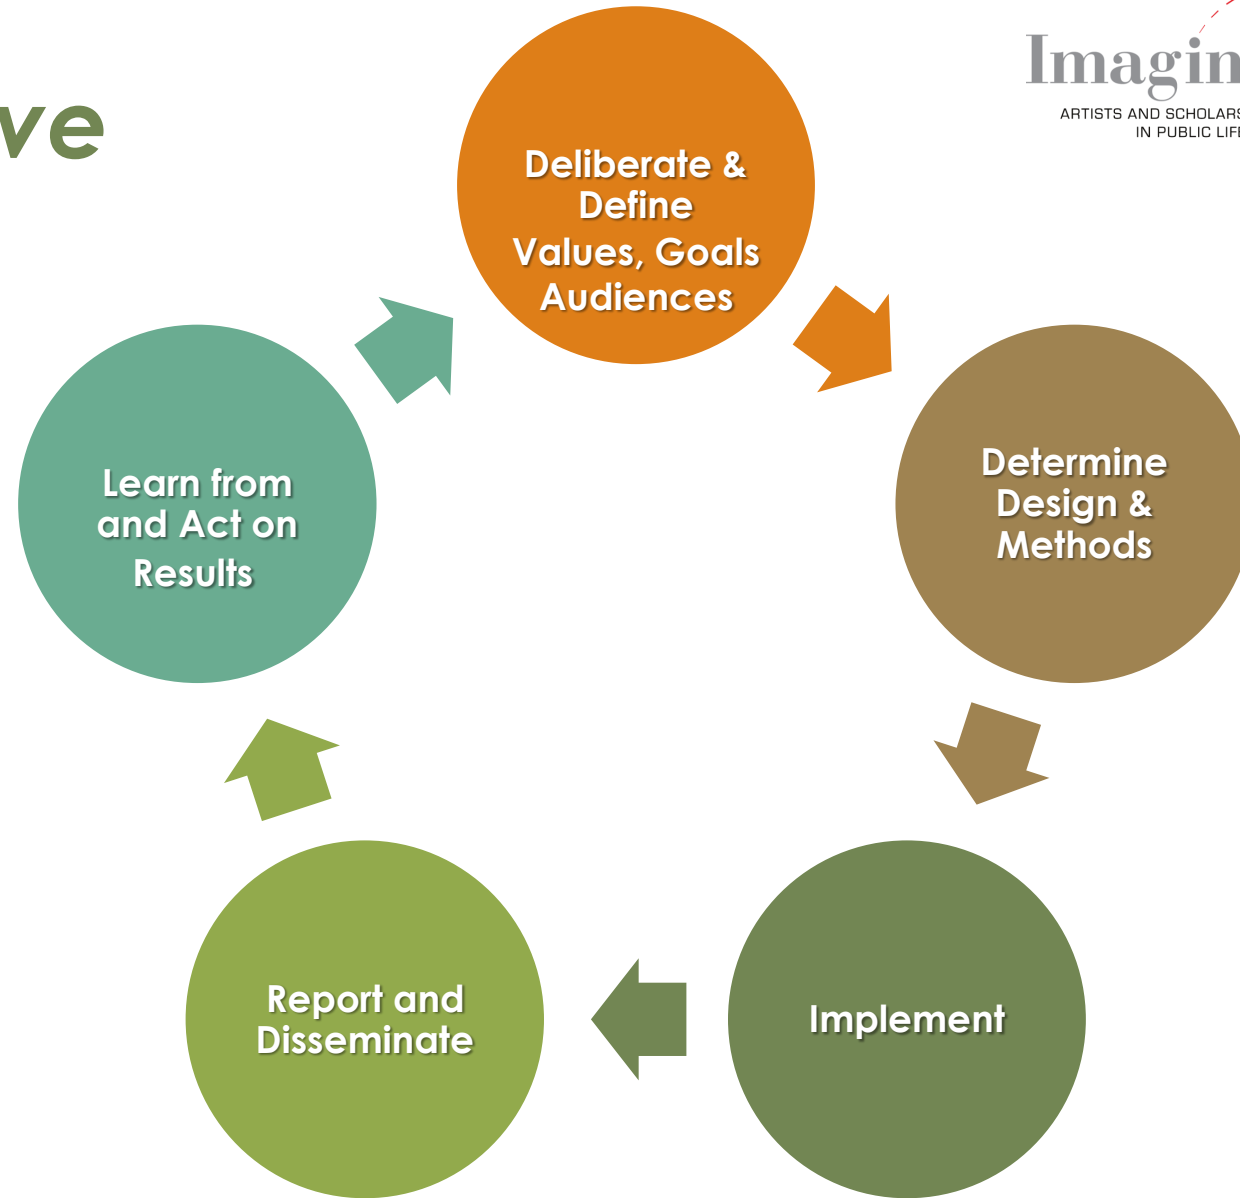 ve
Imagin
ARTISTS AND SCHOLARS
IN PUBLIC LIFE
Deliberate &
Define
Values, Goals
Audiences
Determine
Design &
Methods
Implement
Report and
Disseminate
Learn from
and Act on
Results